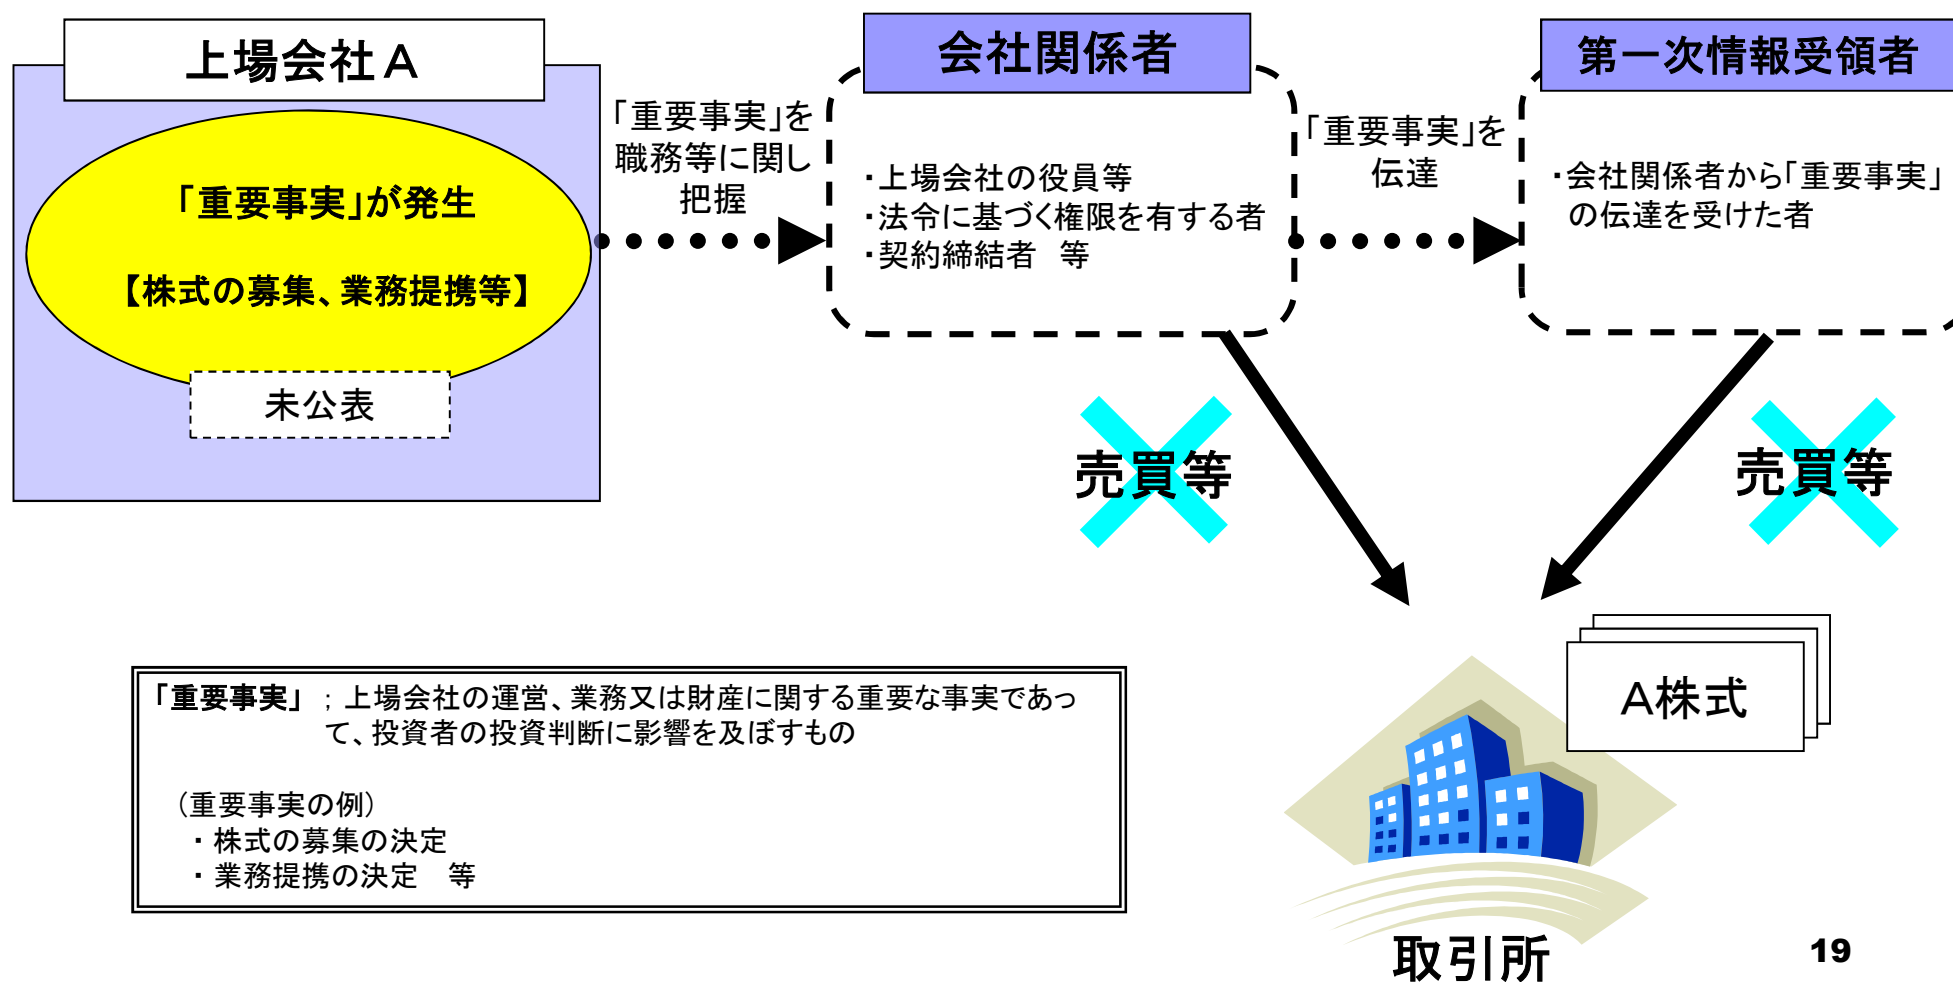 上場会社A
「重要事実」が発生
【株式の募集、業務提携等】
未公表
「重要事実」を
職務等に関し
把握
会社関係者
・上場会社の役員等
・法令に基づく権限を有する者
・契約締結者　等
「重要事実」を
伝達
第一次情報受領者
・会社関係者から「重要事実」
の伝達を受けた者
売買等
売買等
A株式
取引所
「重要事実」；上場会社の運営、業務又は財産に関する重要な事実であっ
て、投資者の投資判断に影響を及ぼすもの
(重要事実の例)
・株式の募集の決定
・業務提携の決定　等
19